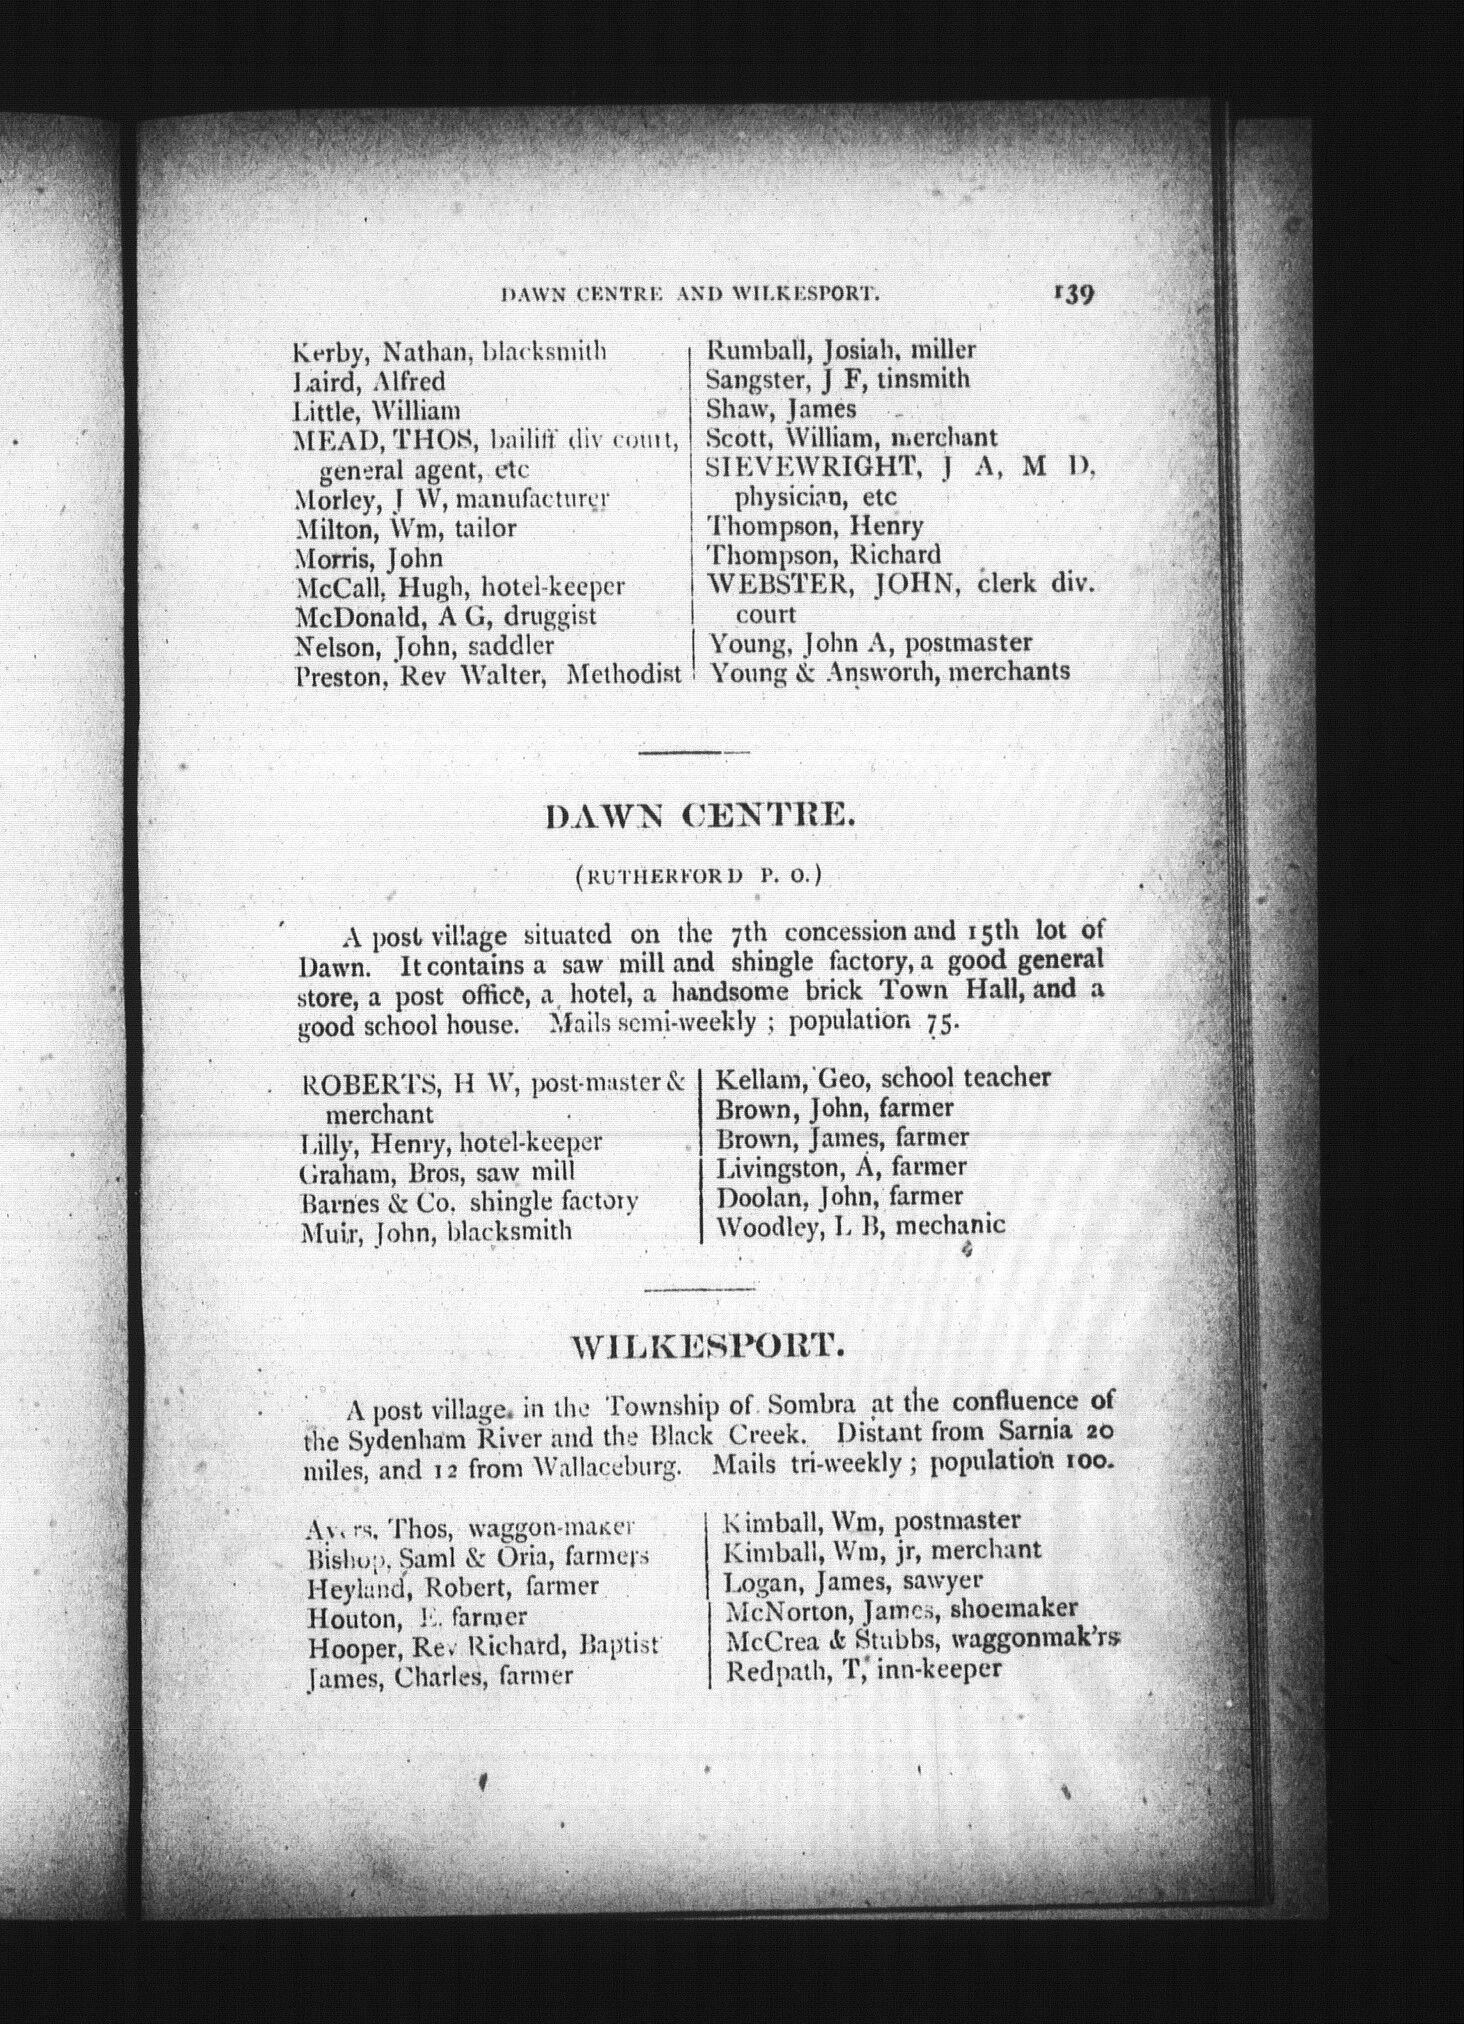 DAWN CENTRE AND WILKESPORT. 139
Kerby, Nathan, blacksmith
Laird, Alfred
Little, William
MEAD, THOS, bailiff div court,
general agent, etc
Morley, J W, manufacturer
Milton, Wm, tailor
Morris, John
McCall, Hugh, hotel-keeper
McDonald, A G, druggist
Nelson, John, saddler
Preston, Rev Walter, Methodist
Rumball, Josiah, miller
Sangster, J F, tinsmith
Shaw, James
Scott, William, merchant
SIEVEWRIGHT, J A, M D,
physician, etc
Thompson, Henry
Thompson, Richard
WEBSTER, JOHN, clerk div.
court
Young, John A, postmaster
Young & Answorth, merchants
DAWN CENTRE.
(RUTHERFORD P. O.)
A post village situated on the 7th concession and 15th lot of
Dawn. It contains a saw mill and shingle factory, a good general
store, a post office, a hotel, a handsome brick Town Hall, and a
good school house. Mails semi-weekly ; population 75.
ROBERTS, H W, post-master &
merchant
Lilly, Henry, hotel-keeper
Graham, Bros, saw mill
Barnes & Co. shingle factory
Muir, John, blacksmith
Kellam, Geo, school teacher
Brown, John, farmer
Brown, James, farmer
Livingston, A, farmer
Doolan, John, farmer
Woodley, L B, mechanic
WILKESPORT.
A post village in the Township of Sombra at the confluence of
the Sydenham River and the Black Creek. Distant from Sarnia 20
miles, and 12 from Wallaceburg. Mails tri-weekly ; population 100.
Ayers, Thos, waggon-maker
Bishop, Saml & Oria, farmers
Heyland, Robert, farmer
Houton, E. farmer
Hooper, Rev Richard, Baptist
James, Charles, farmer
Kimball, Wm, postmaster
Kimball, Wm, jr, merchant
Logan, James, sawyer
McNorton, James, shoemaker
McCrea & Stubbs, waggonmak'rs
Redpath, T, inn-keeper